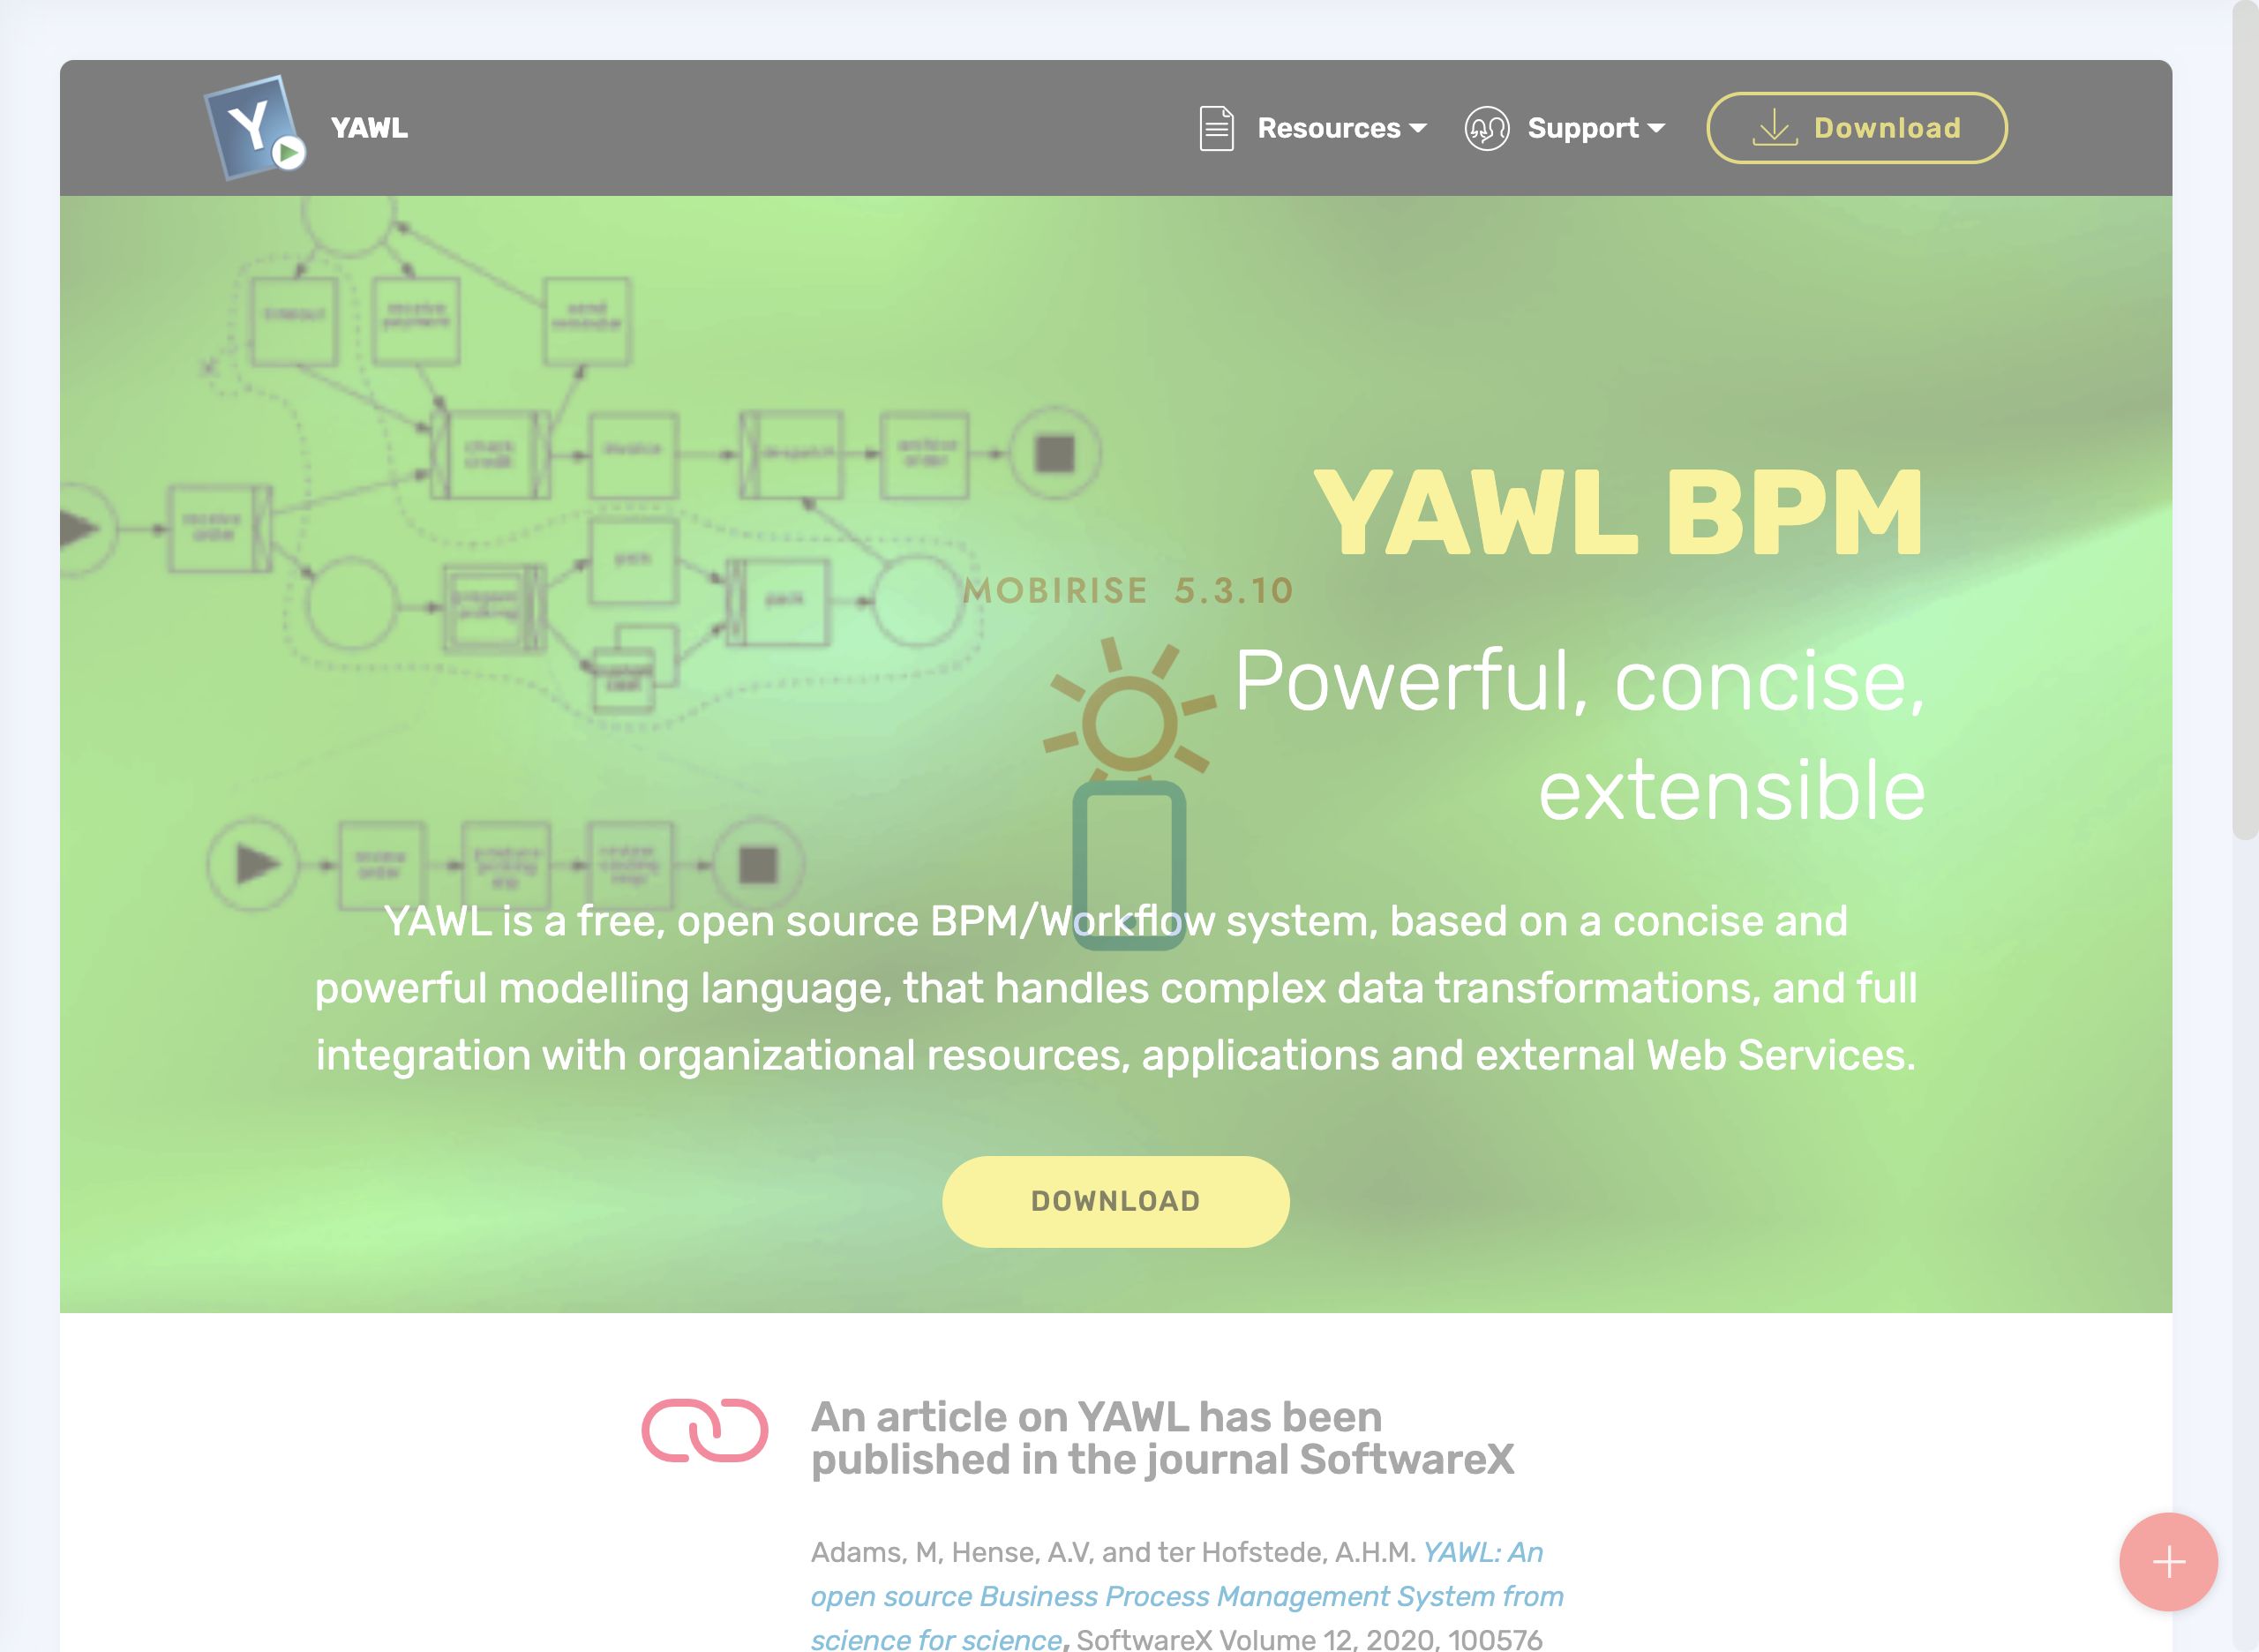 Y
YAWL
Resources
Support
Download
YAWL BPM
MOBIRISE 5.3.10
Powerful, concise,
extensible
YAWL is a free, open source BPM/Workflow system, based on a concise and
powerful modelling language, that handles complex data transformations, and full
integration with organizational resources, applications and external Web Services.
DOWNLOAD
An article on YAWL has been
published in the journal SoftwareX
Adams, M, Hense, A.V, and ter Hofstede, A.H.M. YAWL: An
open source Business Process Management System from
science for science, SoftwareX Volume 12, 2020, 100576